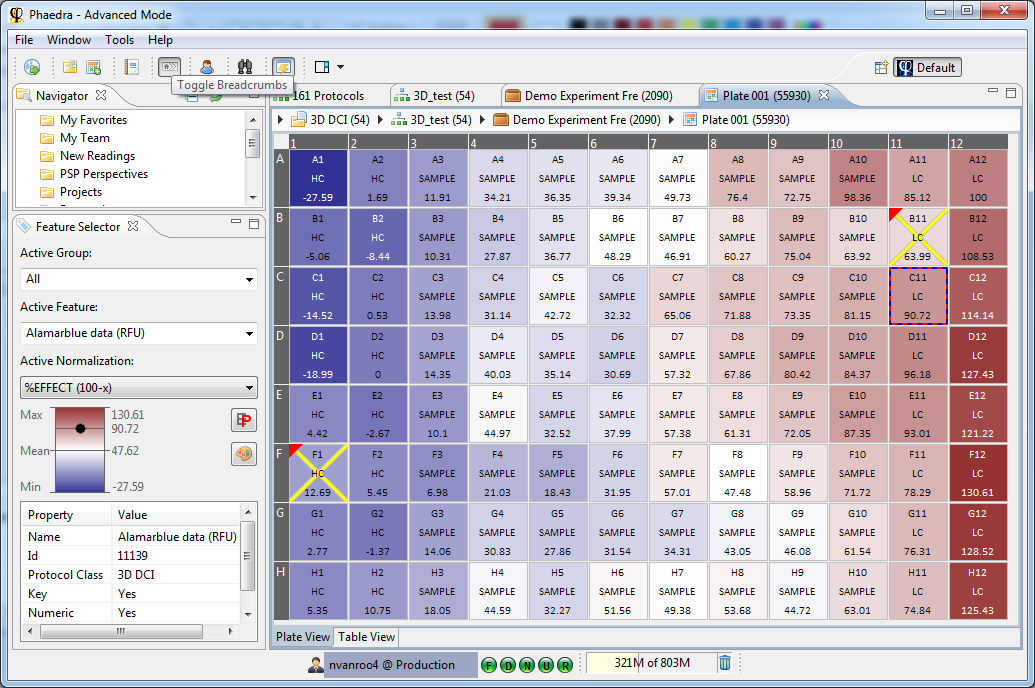 Phaedra - Advanced Mode
File Window Tools Help
Default
Toggle Breadcrumbs
Navigator
161 Protocols
3D_test (54)
Demo Experiment Fre (2090)
Plate 001 (55930)
3D DCI (54)
3D_test (54)
Demo Experiment Fre (2090)
Plate 001 (55930)
My Favorites
My Team
New Readings
PSP Perspectives
Projects
Feature Selector
Active Group:
All
Active Feature:
Alamarblue data (RFU)
Active Normalization:
%EFFECT (100-x)
Max 130.61
90.72
Mean 47.62
Min -27.59
Property Value
Name Alamarblue data (RFU)
Id 11139
Protocol Class 3D DCI
Key Yes
Numeric Yes
1 2 3 4 5 6 7 8 9 10 11 12
A A1 A2 A3 A4 A5 A6 A7 A8 A9 A10 A11 A12
HC HC SAMPLE SAMPLE SAMPLE SAMPLE SAMPLE SAMPLE SAMPLE SAMPLE LC LC
-27.59 1.69 11.91 34.21 36.35 39.34 49.73 76.4 72.75 98.36 85.12 100
B B1 B2 B3 B4 B5 B6 B7 B8 B9 B10 B11 B12
HC HC SAMPLE SAMPLE SAMPLE SAMPLE SAMPLE SAMPLE SAMPLE SAMPLE LC LC
-5.06 -8.44 10.31 27.87 36.77 48.29 46.91 60.27 75.04 63.92 63.99 108.53
C C1 C2 C3 C4 C5 C6 C7 C8 C9 C10 C11 C12
HC HC SAMPLE SAMPLE SAMPLE SAMPLE SAMPLE SAMPLE SAMPLE SAMPLE LC LC
-14.52 0.53 13.98 31.14 42.72 32.32 65.06 71.88 73.35 81.15 90.72 114.14
D D1 D2 D3 D4 D5 D6 D7 D8 D9 D10 D11 D12
HC HC SAMPLE SAMPLE SAMPLE SAMPLE SAMPLE SAMPLE SAMPLE SAMPLE LC LC
-18.99 0 14.35 40.03 35.14 30.69 57.32 67.86 80.42 84.37 96.18 127.43
E E1 E2 E3 E4 E5 E6 E7 E8 E9 E10 E11 E12
HC HC SAMPLE SAMPLE SAMPLE SAMPLE SAMPLE SAMPLE SAMPLE SAMPLE LC LC
4.42 -2.67 10.1 44.97 32.52 37.99 57.38 61.31 72.05 87.35 93.01 121.22
F F1 F2 F3 F4 F5 F6 F7 F8 F9 F10 F11 F12
HC HC SAMPLE SAMPLE SAMPLE SAMPLE SAMPLE SAMPLE SAMPLE SAMPLE LC LC
12.69 5.45 6.98 21.03 18.43 31.95 57.01 47.48 58.96 71.72 78.29 130.61
G G1 G2 G3 G4 G5 G6 G7 G8 G9 G10 G11 G12
HC HC SAMPLE SAMPLE SAMPLE SAMPLE SAMPLE SAMPLE SAMPLE SAMPLE LC LC
2.77 -1.37 14.06 30.83 27.86 31.54 34.31 43.05 46.08 61.54 76.31 128.52
H H1 H2 H3 H4 H5 H6 H7 H8 H9 H10 H11 H12
HC HC SAMPLE SAMPLE SAMPLE SAMPLE SAMPLE SAMPLE SAMPLE SAMPLE LC LC
5.35 10.75 18.05 44.59 32.27 51.56 49.38 53.68 44.72 63.01 74.84 125.43
Plate View Table View
nvanroo4 @ Production
F D N U R
321M of 803M